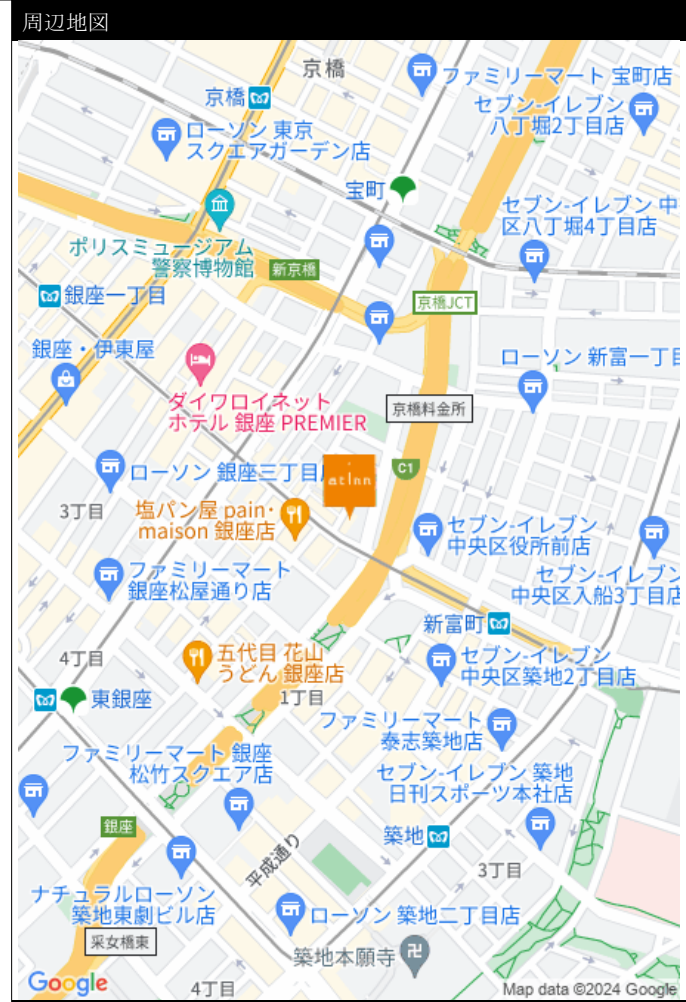 周辺地図
京橋
ファミリーマート 宝町店
京橋
セブン-イレブン
八丁堀2丁目店
ローソン 東京
スクエアガーデン店
宝町
セブン-イレブン 中
区八丁堀4丁目店
ポリスミュージアム
警察博物館
新京橋
銀座一丁目
京橋JCT
銀座・伊東屋
ローソン 新富一丁目
ダイワロイネット
ホテル 銀座 PREMIER
京橋料金所
C1
ローソン 銀座三丁目
at inn
3丁目
塩パン屋 pain・
maison 銀座店
セブン-イレブン
中央区役所前店
ファミリーマート
銀座松屋通り店
セブン-イレブン
中央区入船3丁目店
新富町
4丁目
五代目 花山
うどん 銀座店
セブン-イレブン
中央区築地2丁目店
東銀座
1丁目
ファミリーマート
泰志築地店
ファミリーマート 銀座
松竹スクエア店
セブン-イレブン 築地
日刊スポーツ本社店
銀座
築地
平成通り
3丁目
ナチュラルローソン
築地東劇ビル店
ローソン 築地二丁目店
采女橋東
築地本願寺
卍
Google
4丁目
Map data ©2024 Google